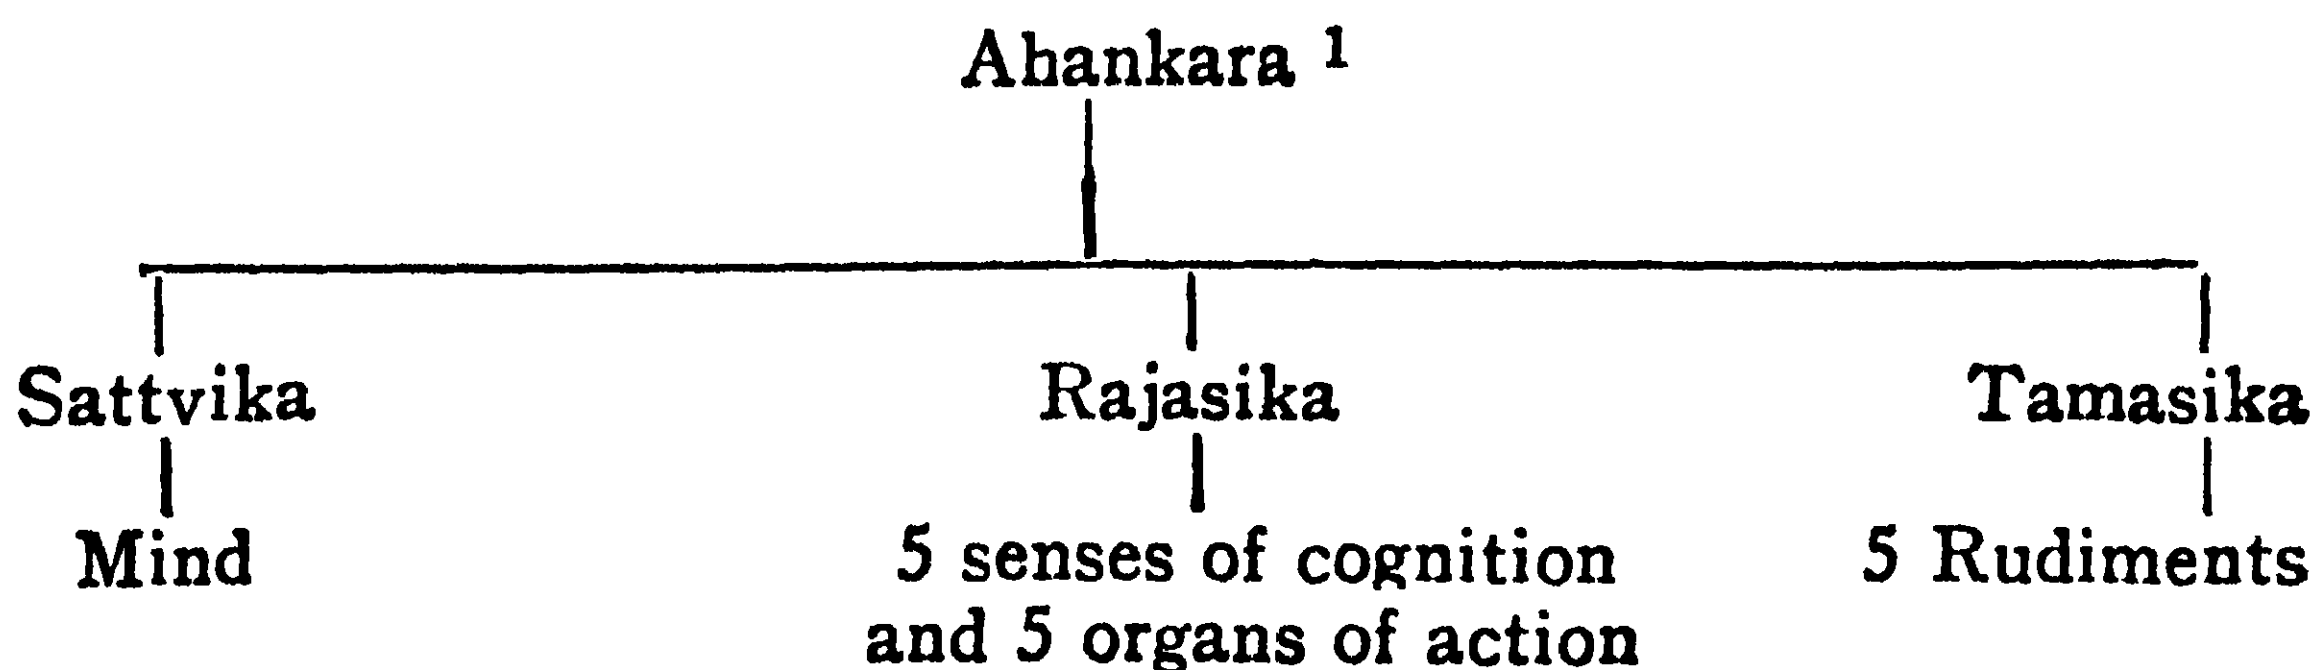 Ahankara 1
Sattvika Rajasika Tamasika
Mind 5 senses of cognition 5 Rudiments
and 5 organs of action